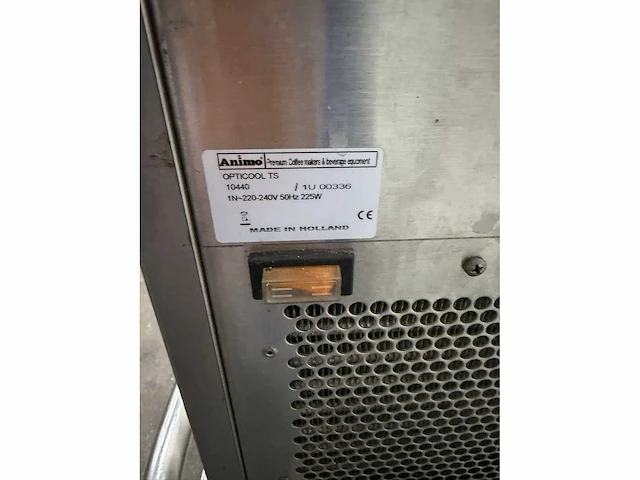 Animo Premium Coffee makers & beverage equipment
OPTICOOL TS
10440 / 1U 00336
1N~220-240V 50Hz 225W
CE
MADE IN HOLLAND